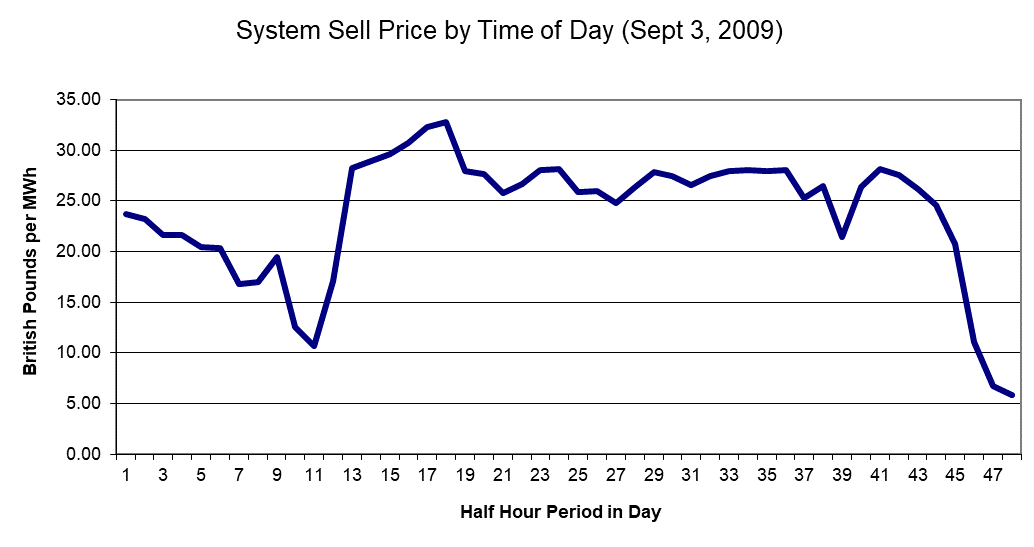 System Sell Price by Time of Day (Sept 3, 2009)
35.00
30.00
25.00
20.00
15.00
10.00
5.00
0.00
British Pounds per MWh
1 3 5 7 9 11 13 15 17 19 21 23 25 27 29 31 33 35 37 39 41 43 45 47
Half Hour Period in Day